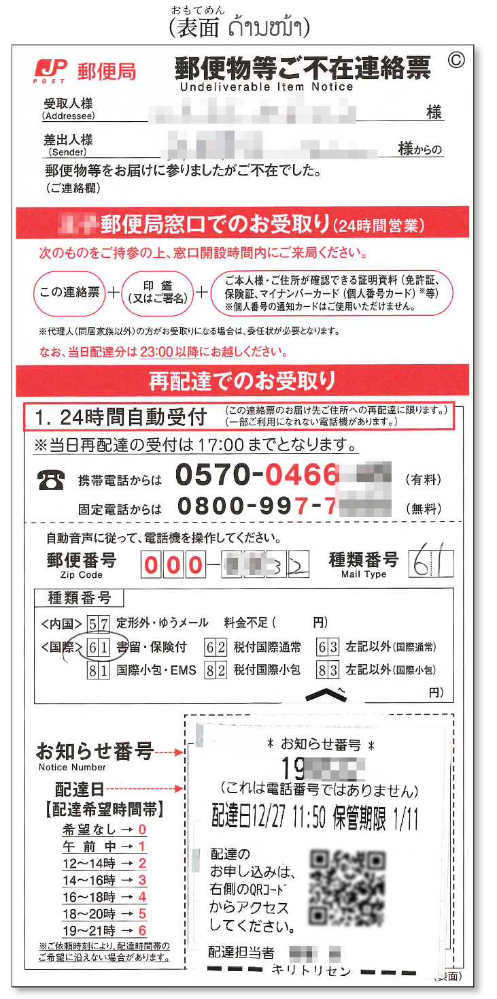 おもてめん
(表面 ດ້ານໜ້າ)
JP POST 郵便局 郵便物等ご不在連絡票 Ⓒ
Undeliverable Item Notice
受取人様
(Addressee) 様
差出人様
(Sender) 様からの
郵便物等をお届けに参りましたがご不在でした。
(ご連絡欄)
郵便局窓口でのお受取り(24時間営業)
次のものをご持参の上、窓口開設時間内にご来局ください。
この連絡票 + 印鑑 (又はご署名) + ご本人様・ご住所が確認できる証明資料(免許証、
保険証、マイナンバーカード(個人番号カード)※等)
※個人番号の通知カードはご使用いただけません。
※代理人(同居家族以外)の方がお受取りになる場合は、委任状が必要となります。
なお、当日配達分は23:00以降にお越しください。
再配達でのお受取り
1. 24時間自動受付 (この連絡票のお届け先ご住所への再配達に限ります。)
(一部ご利用になれない電話機があります。)
※当日再配達の受付は17:00までとなります。
携帯電話からは 0570-0466 (有料)
固定電話からは 0800-997-7 (無料)
自動音声に従って、電話機を操作してください。
郵便番号 000- 32 種類番号 61
Zip Code Mail Type
種類番号
<内国> 57 定形外・ゆうメール 料金不足( 円)
<国際> 61 書留・保険付 62 税付国際通常 63 左記以外(国際通常)
81 国際小包・EMS 82 税付国際小包 83 左記以外(国際小包)
円)
お知らせ番号
Notice Number
配達日
【配達希望時間帯】
希望なし → 0
午前中 → 1
12〜14時 → 2
14〜16時 → 3
16〜18時 → 4
18〜20時 → 5
19〜21時 → 6
※ご依頼時刻により、配達時間帯の
ご希望に沿えない場合があります。
* お知らせ番号 *
19
(これは電話番号ではありません)
配達日12/27 11:50 保管期限 1/11
配達の
お申し込みは、
右側のQRコード
からアクセス
してください。
配達担当者
キリトリセン
(表面)